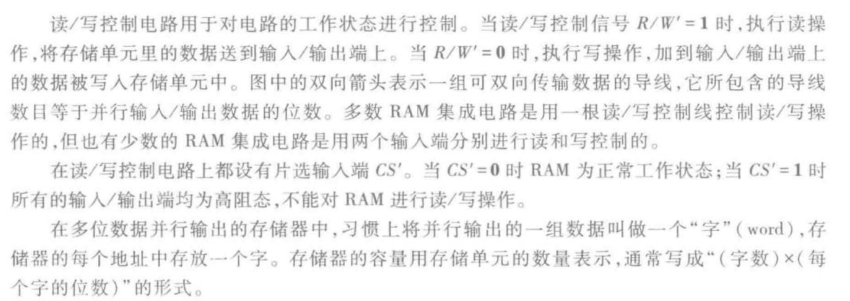 读/写控制电路用于对电路的工作状态进行控制。当读/写控制信号 R/W′=1 时,执行读操
作,将存储单元里的数据送到输入/输出端上。当 R/W′=0 时,执行写操作,加到输入/输出端上
的数据被写入存储单元中。图中的双向箭头表示一组可双向传输数据的导线,它所包含的导线
数目等于并行输入/输出数据的位数。多数 RAM 集成电路是用一根读/写控制线控制读/写操
作的,但也有少数的 RAM 集成电路是用两个输入端分别进行读和写控制的。
在读/写控制电路上都设有片选输入端 CS′。当 CS′=0 时 RAM 为正常工作状态;当 CS′=1 时
所有的输入/输出端均为高阻态,不能对 RAM 进行读/写操作。
在多位数据并行输出的存储器中,习惯上将并行输出的一组数据叫做一个“字”(word),存
储器的每个地址中存放一个字。存储器的容量用存储单元的数量表示,通常写成“(字数)×(每
个字的位数)”的形式。